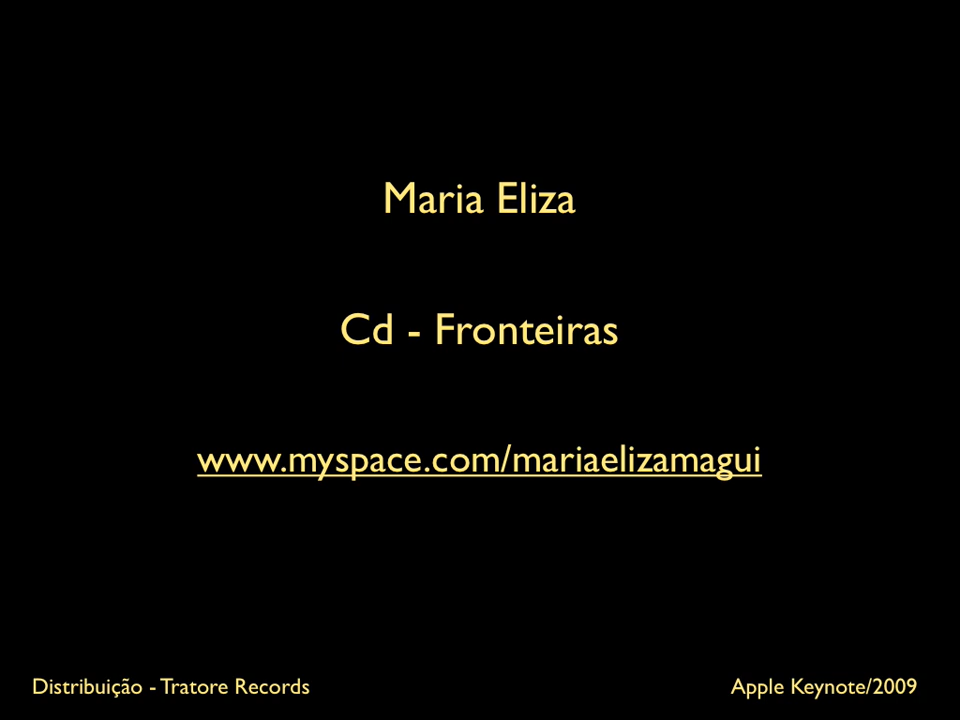 Maria Eliza
Cd - Fronteiras
www.myspace.com/mariaelizamagui
Distribuição - Tratore Records
Apple Keynote/2009